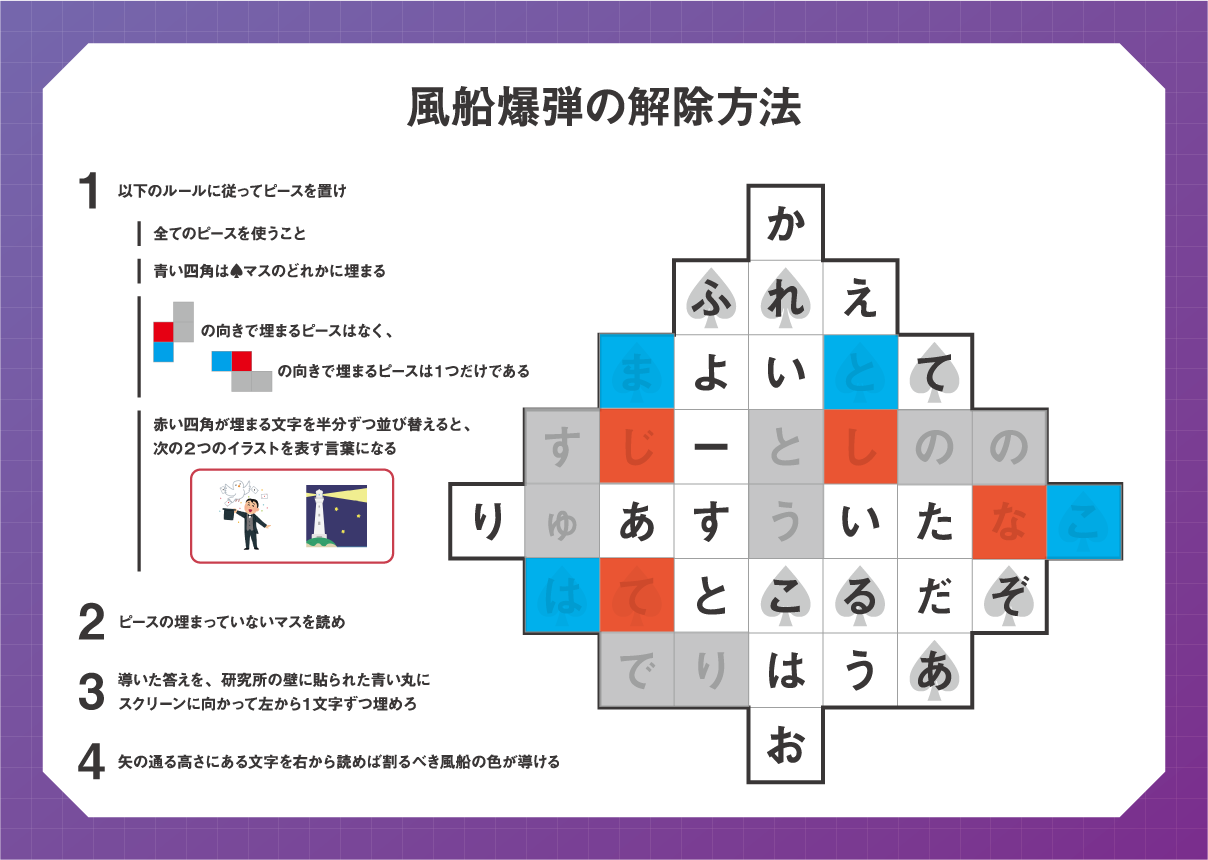 風船爆弾の解除方法
1 以下のルールに従ってピースを置け
全てのピースを使うこと
青い四角は♠マスのどれかに埋まる
の向きで埋まるピースはなく、
の向きで埋まるピースは1つだけである
赤い四角が埋まる文字を半分ずつ並び替えると、
次の2つのイラストを表す言葉になる
2 ピースの埋まっていないマスを読め
3 導いた答えを、研究所の壁に貼られた青い丸に
スクリーンに向かって左から1文字ずつ埋めろ
4 矢の通る高さにある文字を右から読めば割るべき風船の色が導ける
か
ふ れ え
ま よ い と て
す じ ー と し の の
り ゅ あ す う い た な こ
は て と こ る だ ぞ
で り は う あ
お